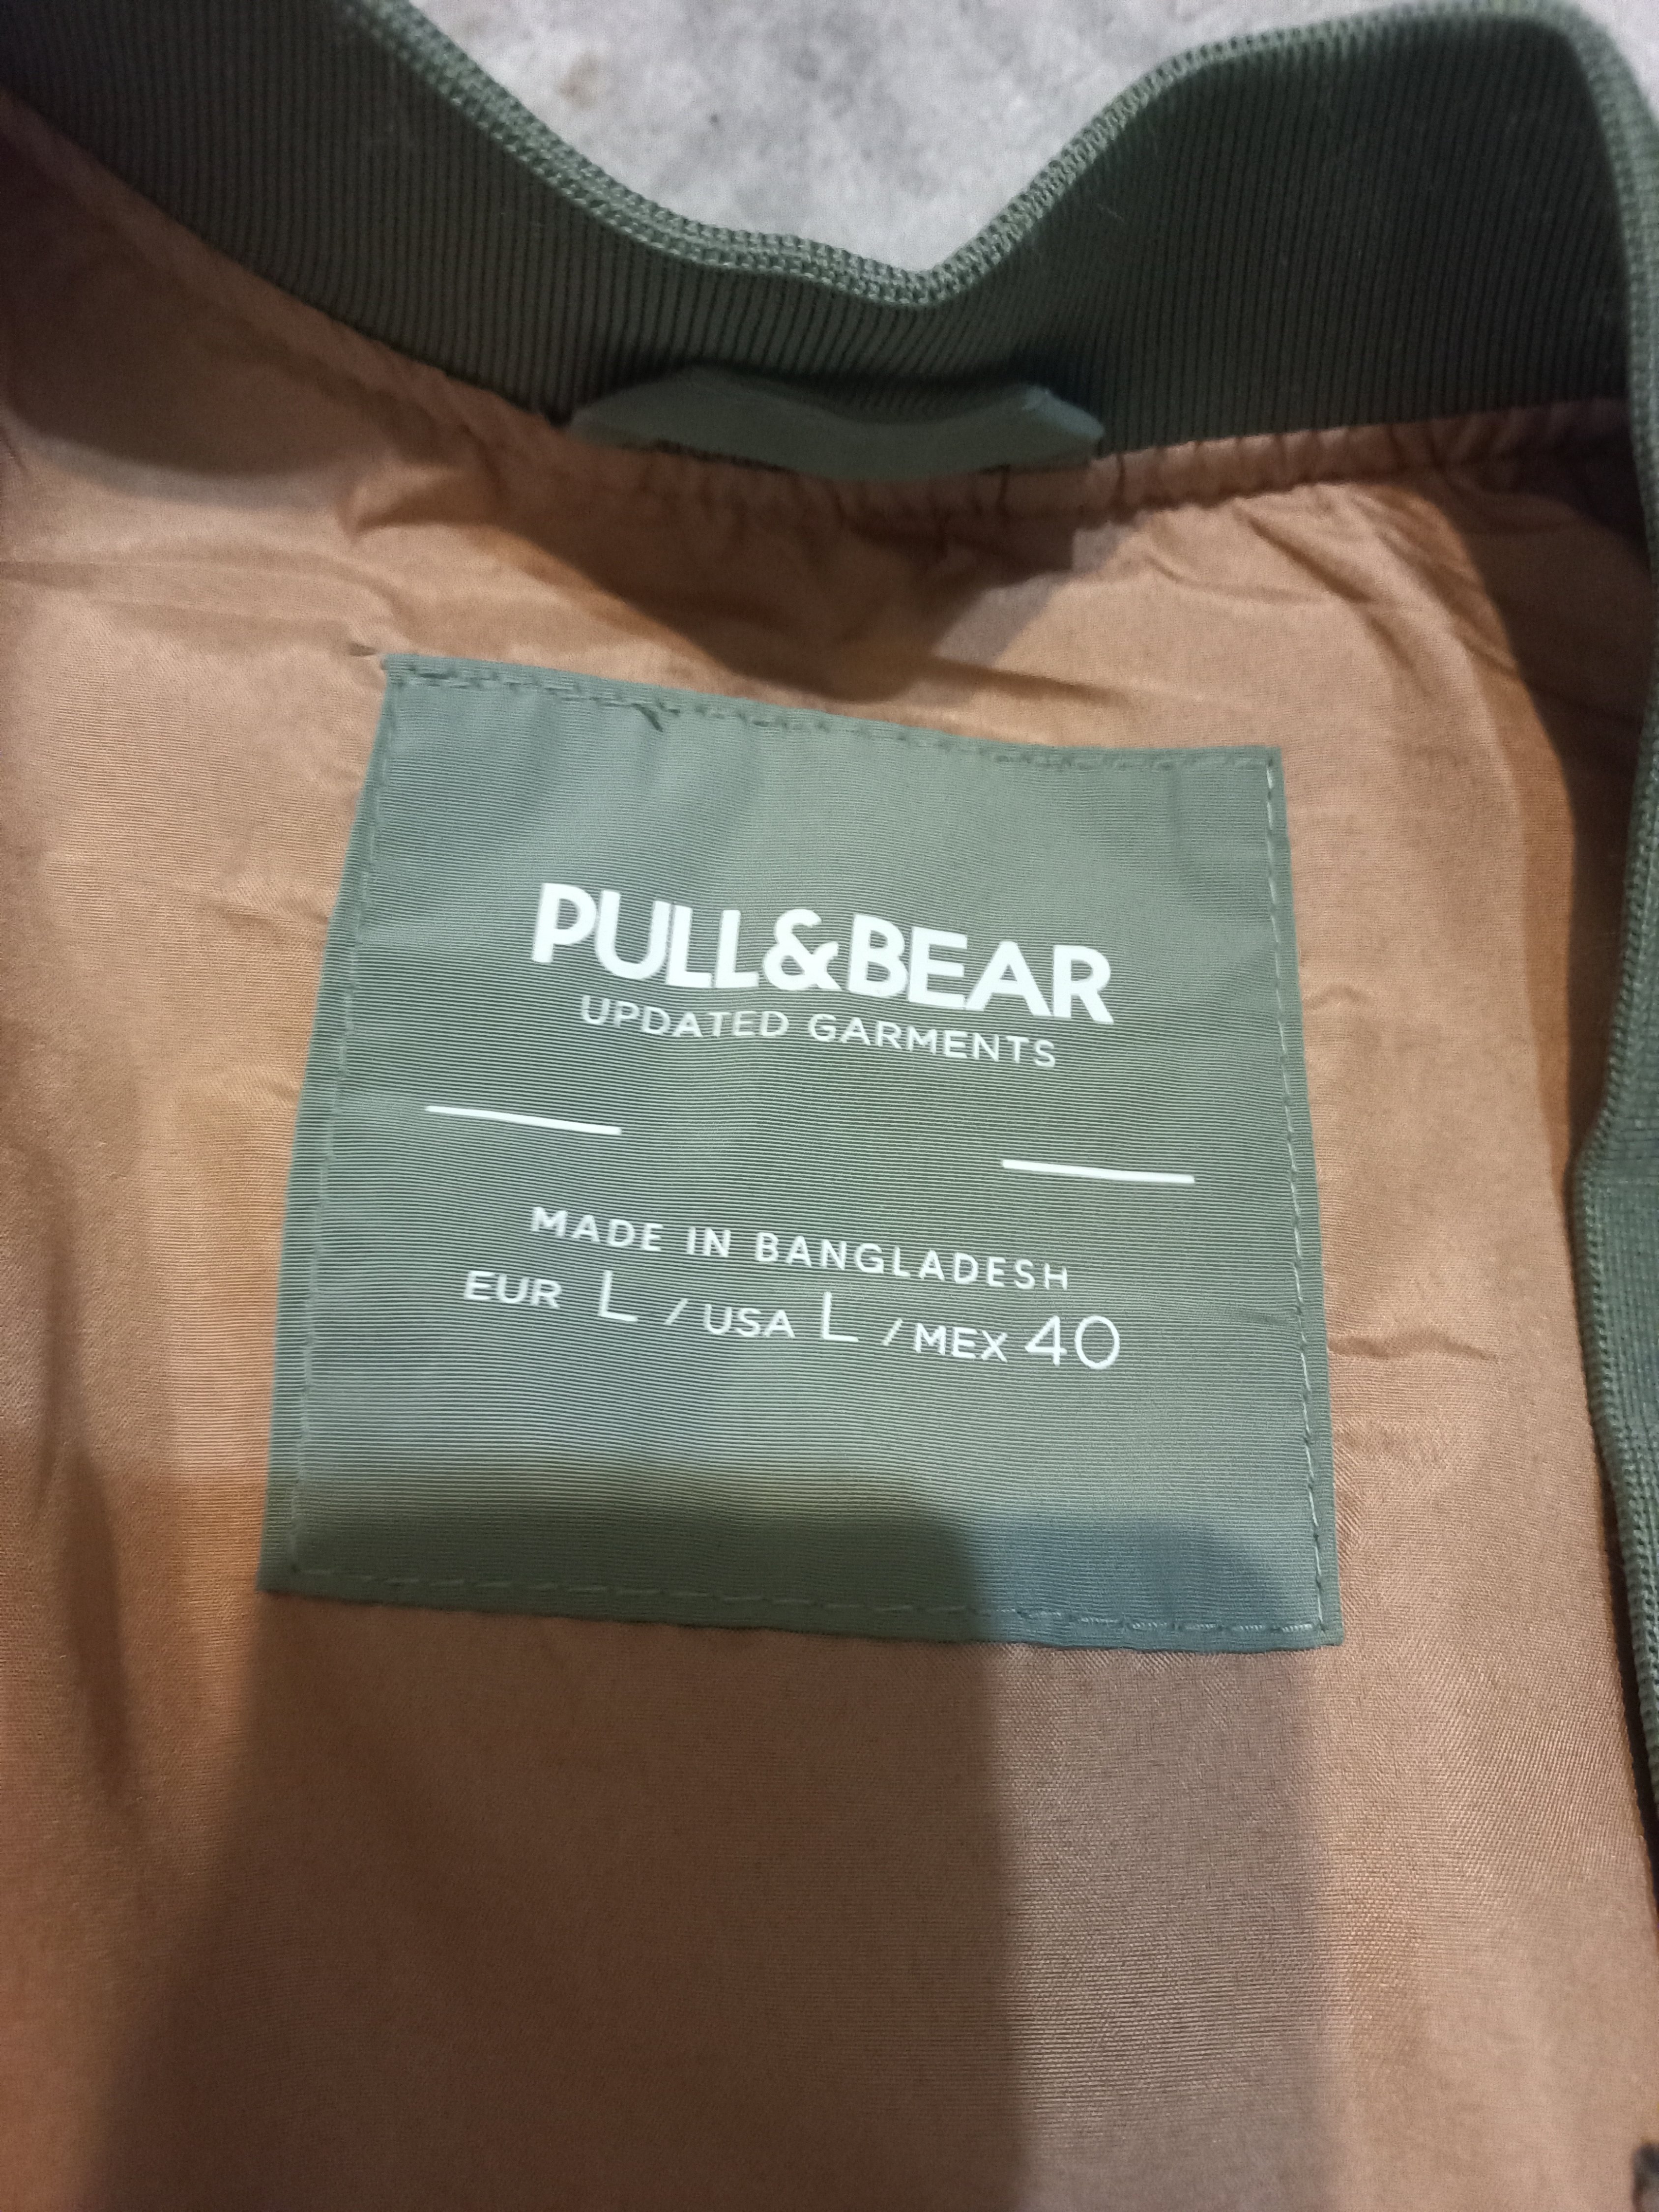 PULL&BEAR
UPDATED GARMENTS
MADE IN BANGLADESH
EUR L / USA L / MEX 40